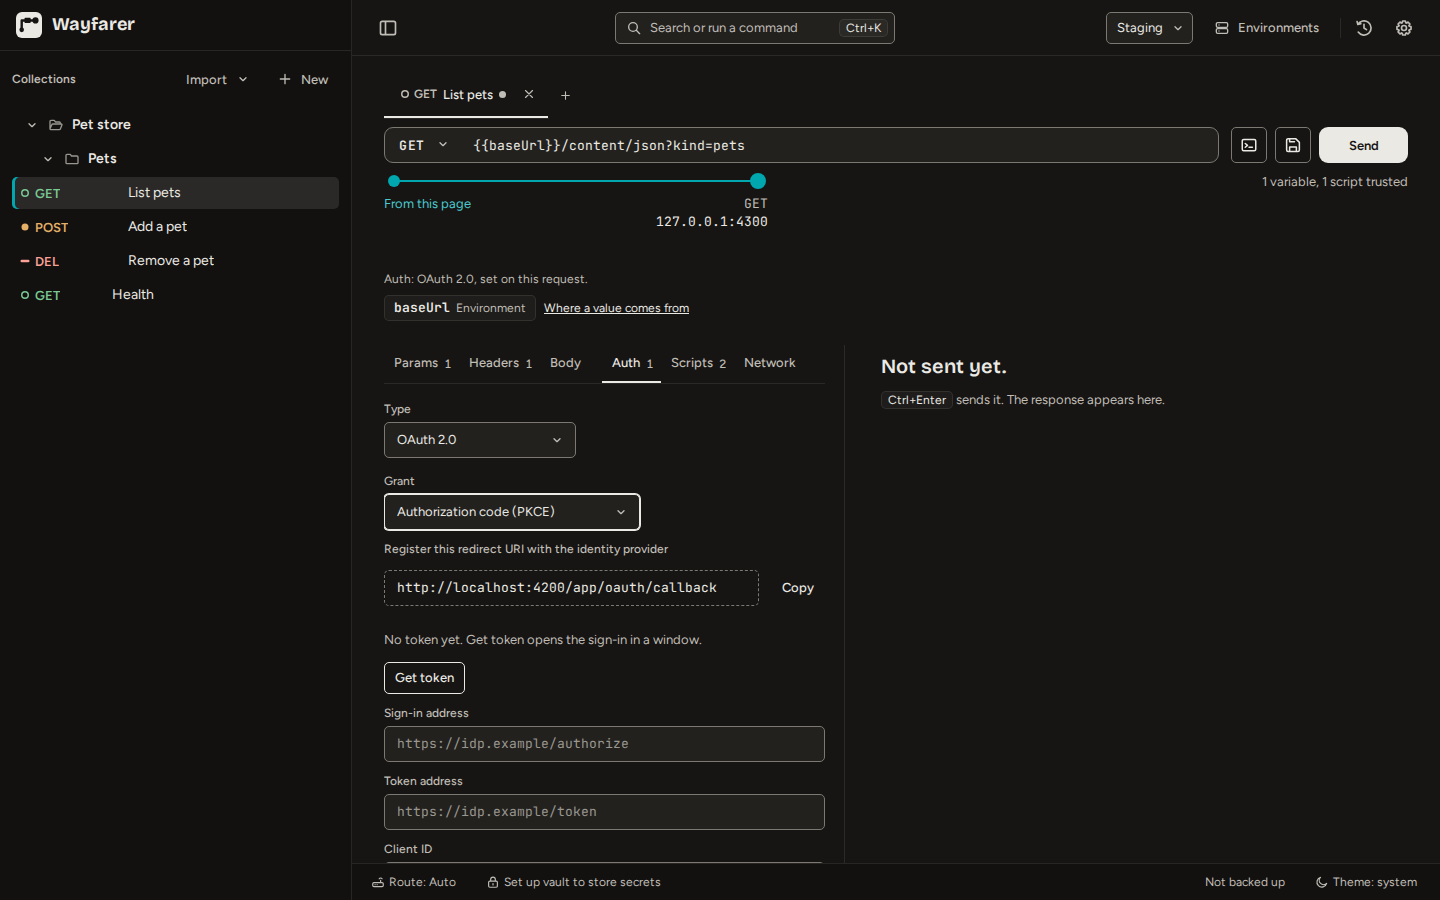 Wayfarer
Search or run a command Ctrl+K
Staging
Environments
Collections Import New
GET List pets
Pet store
Pets
GET List pets
POST Add a pet
DEL Remove a pet
GET Health
GET {{baseUrl}}/content/json?kind=pets
Send
1 variable, 1 script trusted
From this page GET
127.0.0.1:4300
Auth: OAuth 2.0, set on this request.
baseUrl Environment Where a value comes from
Params 1 Headers 1 Body Auth 1 Scripts 2 Network
Type
OAuth 2.0
Grant
Authorization code (PKCE)
Register this redirect URI with the identity provider
http://localhost:4200/app/oauth/callback Copy
No token yet. Get token opens the sign-in in a window.
Get token
Sign-in address
https://idp.example/authorize
Token address
https://idp.example/token
Client ID
Not sent yet.
Ctrl+Enter sends it. The response appears here.
Route: Auto Set up vault to store secrets Not backed up Theme: system